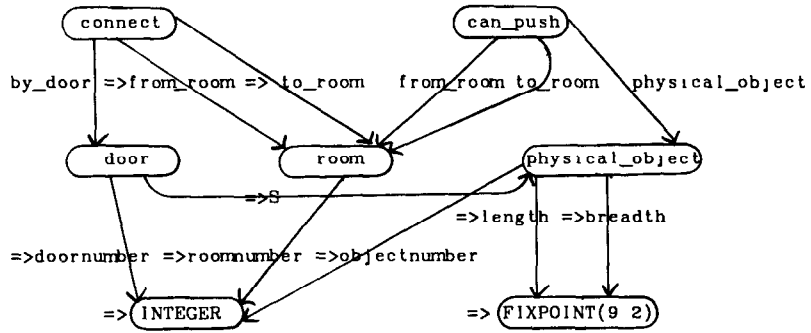 connect can_push
by_door =>from_room => to_room from_room to_room physical_object
door room physical_object
=>S
=>length =>breadth
=>doornumber =>roomnumber =>objectnumber
=> INTEGER => FIXPOINT(9 2)